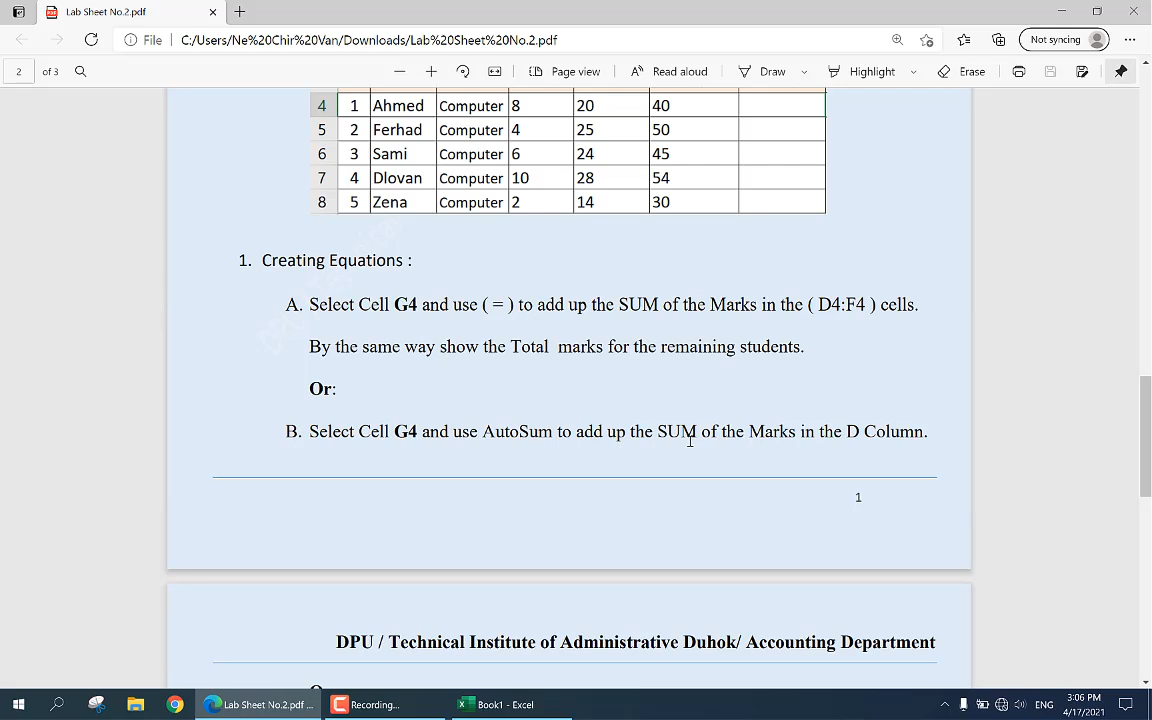 Lab Sheet No.2.pdf
File C:/Users/Ne%20Chir%20Van/Downloads/Lab%20Sheet%20No.2.pdf Not syncing
2 of 3 Page view Read aloud Draw Highlight Erase
4 1 Ahmed Computer 8 20 40
5 2 Ferhad Computer 4 25 50
6 3 Sami Computer 6 24 45
7 4 Dlovan Computer 10 28 54
8 5 Zena Computer 2 14 30
1. Creating Equations :
A. Select Cell G4 and use ( = ) to add up the SUM of the Marks in the ( D4:F4 ) cells.
By the same way show the Total marks for the remaining students.
Or:
B. Select Cell G4 and use AutoSum to add up the SUM of the Marks in the D Column.
1
DPU / Technical Institute of Administrative Duhok/ Accounting Department
Lab Sheet No.2.pdf ... Recording... Book1 - Excel ENG 3:06 PM
4/17/2021